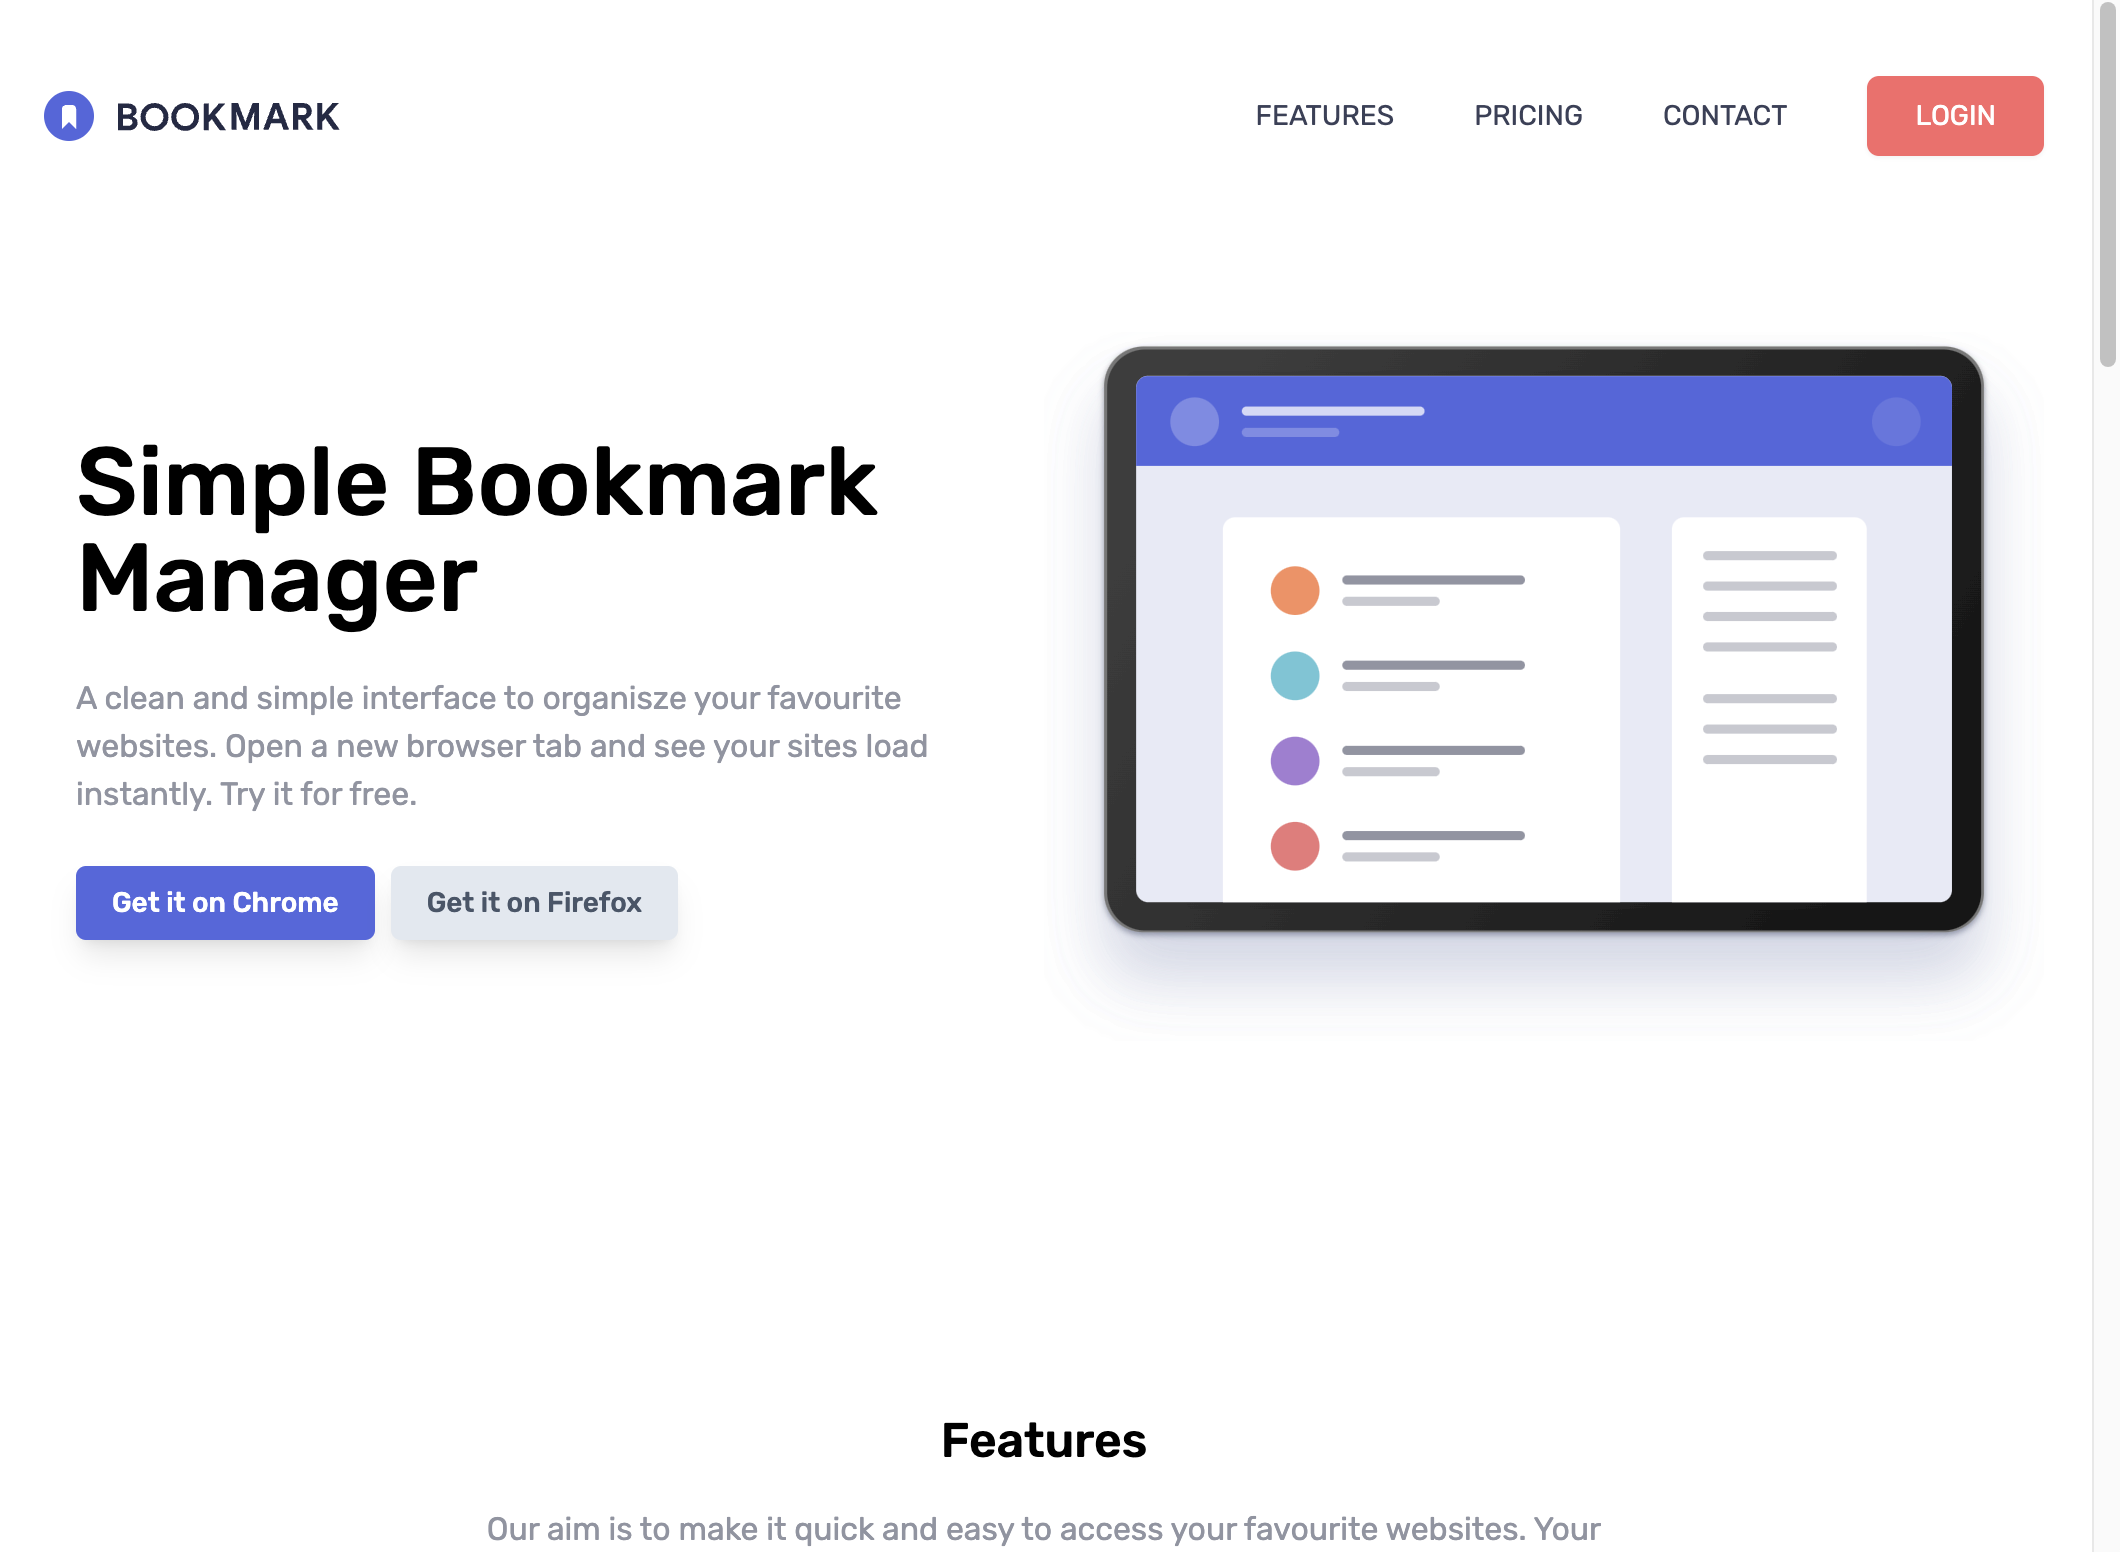 BOOKMARK
FEATURES
PRICING
CONTACT
LOGIN
Simple Bookmark
Manager
A clean and simple interface to organisze your favourite
websites. Open a new browser tab and see your sites load
instantly. Try it for free.
Get it on Chrome
Get it on Firefox
Features
Our aim is to make it quick and easy to access your favourite websites. Your